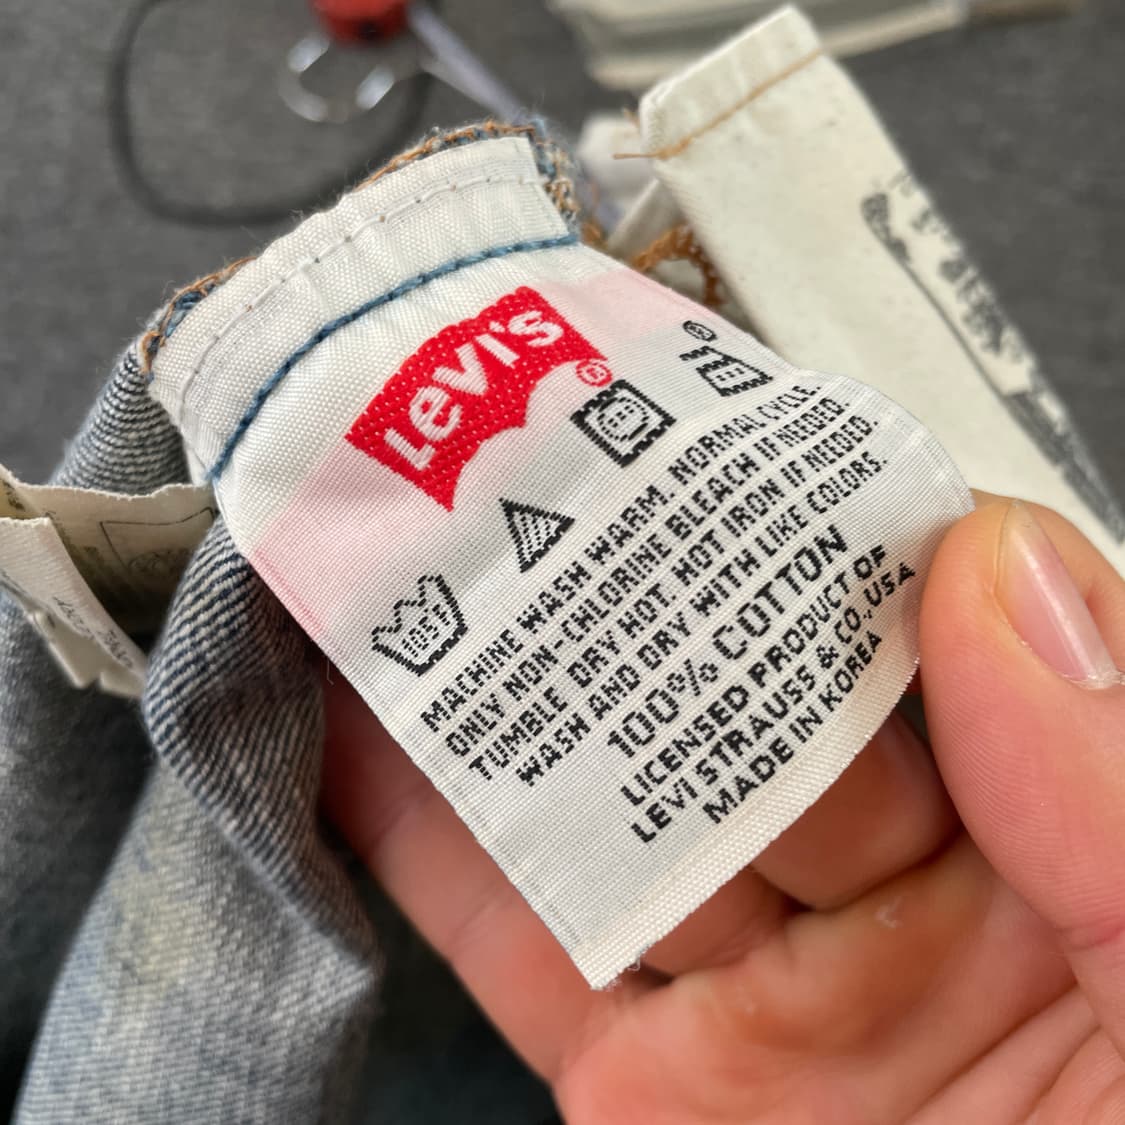 Levi's®
MACHINE WASH WARM, NORMAL CYCLE.
ONLY NON-CHLORINE BLEACH IF NEEDED.
TUMBLE DRY HOT. HOT IRON IF NEEDED.
WASH AND DRY WITH LIKE COLORS.
100% COTTON
LICENSED PRODUCT OF
LEVI STRAUSS & CO. USA
MADE IN KOREA